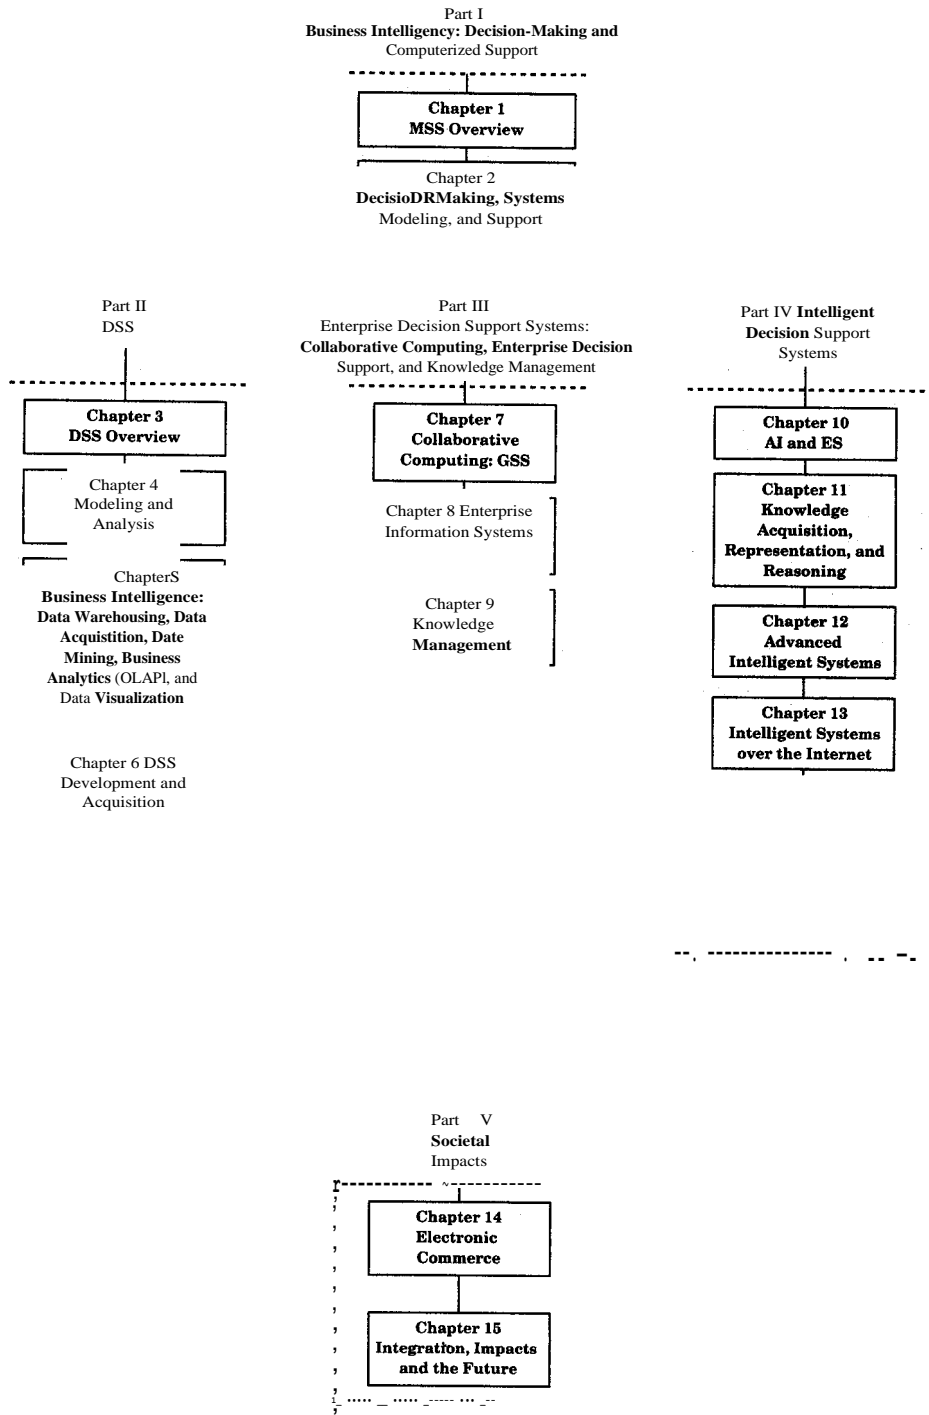 Part I
Business Intelligency: Decision-Making and
Computerized Support
Chapter 1
MSS Overview
Chapter 2
DecisioDRMaking, Systems
Modeling, and Support
Part II
DSS
Chapter 3
DSS Overview
Chapter 4
Modeling and
Analysis
ChapterS
Business Intelligence:
Data Warehousing, Data
Acquistition, Date
Mining, Business
Analytics (OLAPl, and
Data Visualization
Chapter 6 DSS
Development and
Acquisition
Part III
Enterprise Decision Support Systems:
Collaborative Computing, Enterprise Decision
Support, and Knowledge Management
Chapter 7
Collaborative
Computing: GSS
Chapter 8 Enterprise
Information Systems
Chapter 9
Knowledge
Management
Part IV Intelligent
Decision Support
Systems
Chapter 10
AI and ES
Chapter 11
Knowledge
Acquisition,
Representation, and
Reasoning
Chapter 12
Advanced
Intelligent Systems
Chapter 13
Intelligent Systems
over the Internet
Part V
Societal
Impacts
Chapter 14
Electronic
Commerce
Chapter 15
Integration, Impacts
and the Future